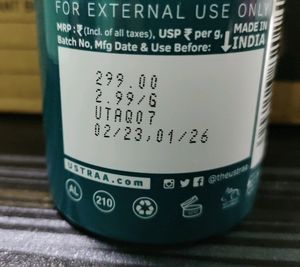 FOR EXTERNAL USE ONLY
MRP : ₹ (Incl. of all taxes), USP ₹ per g,
Batch No, Mfg Date & Use Before:
MADE IN
INDIA
299.00
2.99/G
UTAQ07
02/23,01/26
USTRAA.com
@theustraa
AL
210